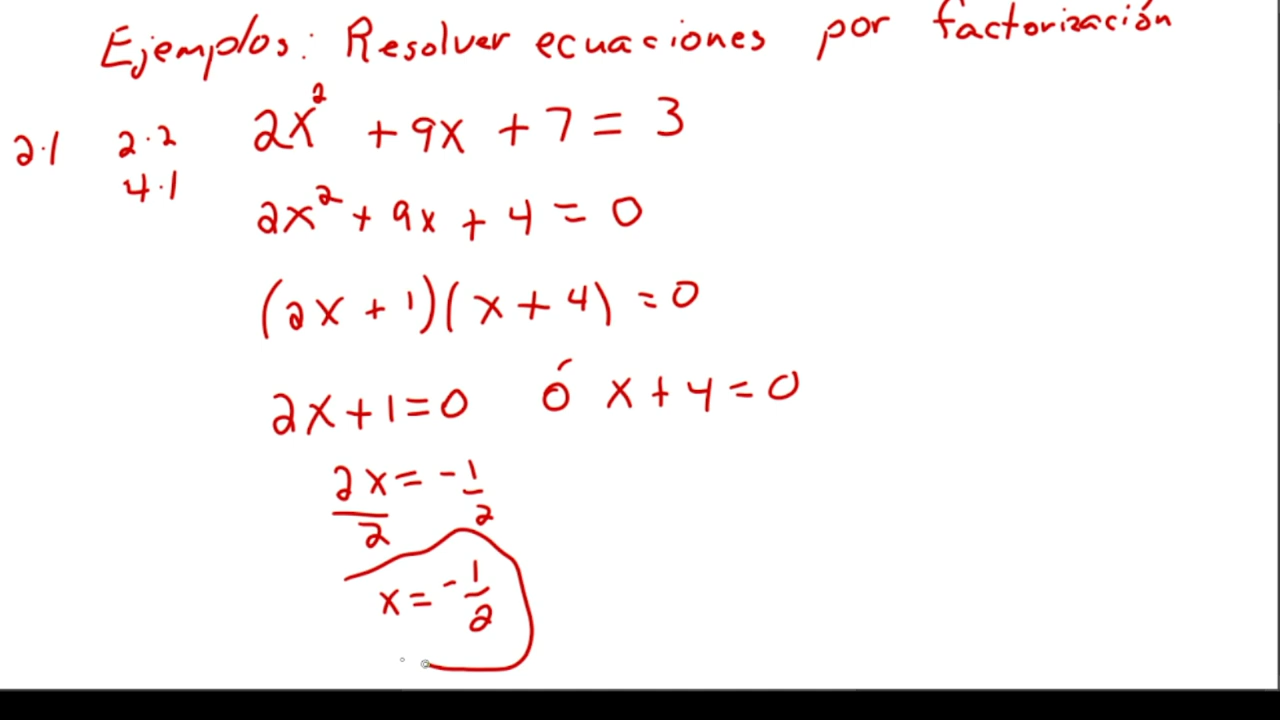 Ejemplos: Resolver ecuaciones por factorización
2·1 2·2 2x² + 9x + 7 = 3
4·1
2x² + 9x + 4 = 0
(2x + 1)(x + 4) = 0
2x + 1 = 0 ó x + 4 = 0
2x/2 = -1/2
x = -1/2